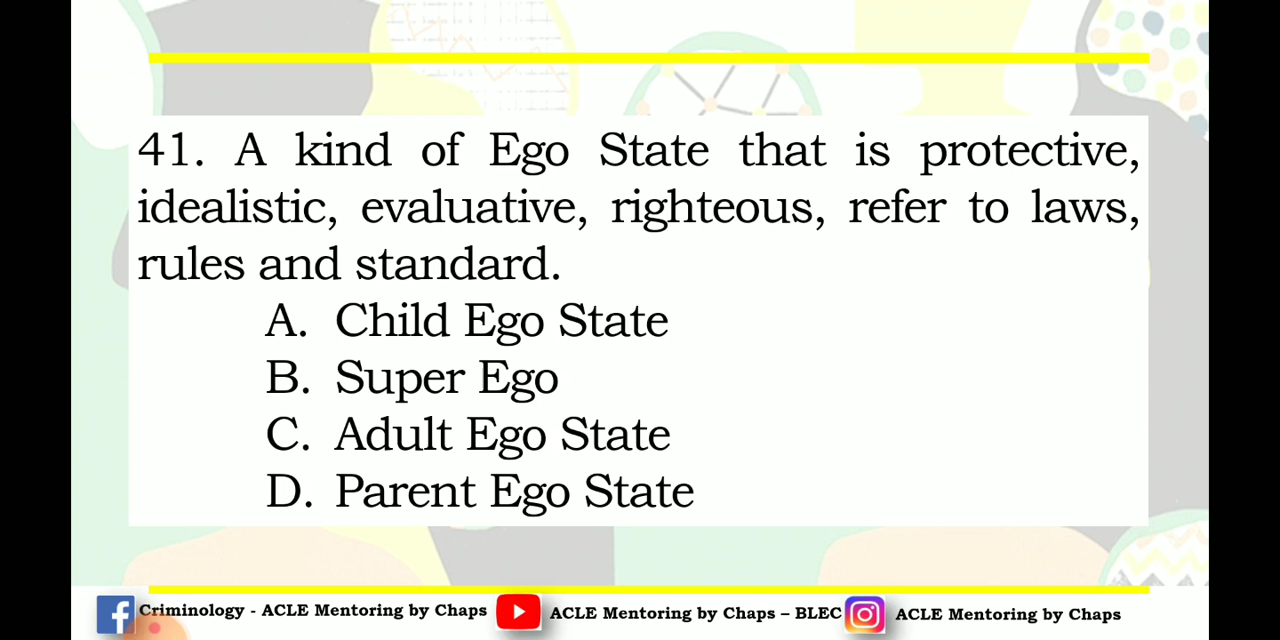 41. A kind of Ego State that is protective,
idealistic, evaluative, righteous, refer to laws,
rules and standard.
A. Child Ego State
B. Super Ego
C. Adult Ego State
D. Parent Ego State
Criminology - ACLE Mentoring by Chaps ACLE Mentoring by Chaps – BLEC ACLE Mentoring by Chaps